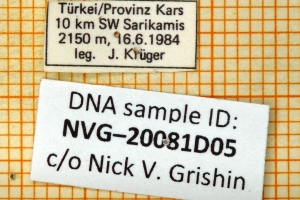 Türkei/Provinz Kars
10 km SW Sarikamis
2150 m, 16.6.1984
leg. J. Krüger
DNA sample ID:
NVG–20081D05
c/o Nick V. Grishin